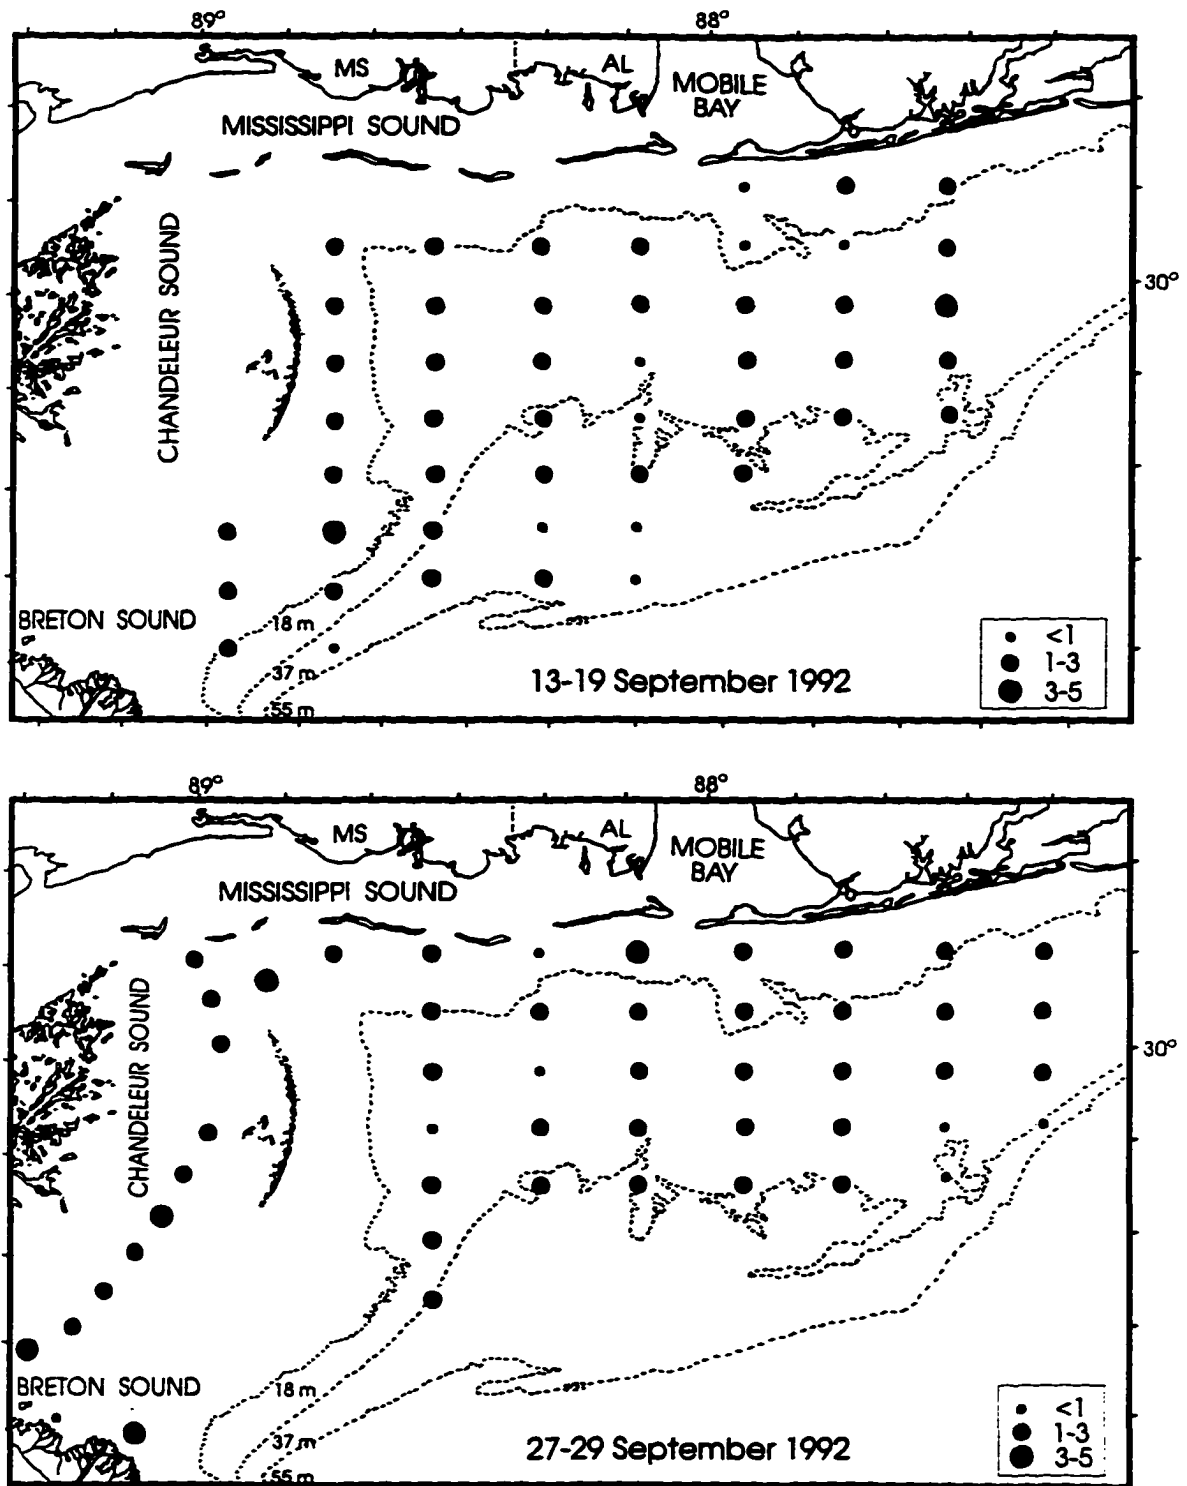 89° 88°
MS AL MOBILE
BAY
MISSISSIPPI SOUND
CHANDELEUR SOUND
30°
BRETON SOUND
18 m
37 m
55 m
13-19 September 1992
<1
1-3
3-5
89° 88°
MS AL MOBILE
BAY
MISSISSIPPI SOUND
CHANDELEUR SOUND
30°
BRETON SOUND
18 m
37 m
55 m
27-29 September 1992
<1
1-3
3-5